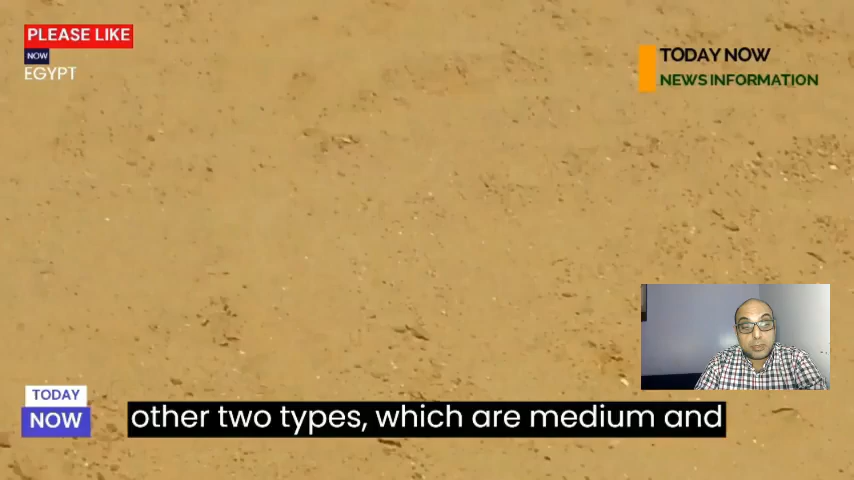 PLEASE LIKE
NOW
EGYPT
TODAY NOW
NEWS INFORMATION
TODAY
NOW
other two types, which are medium and